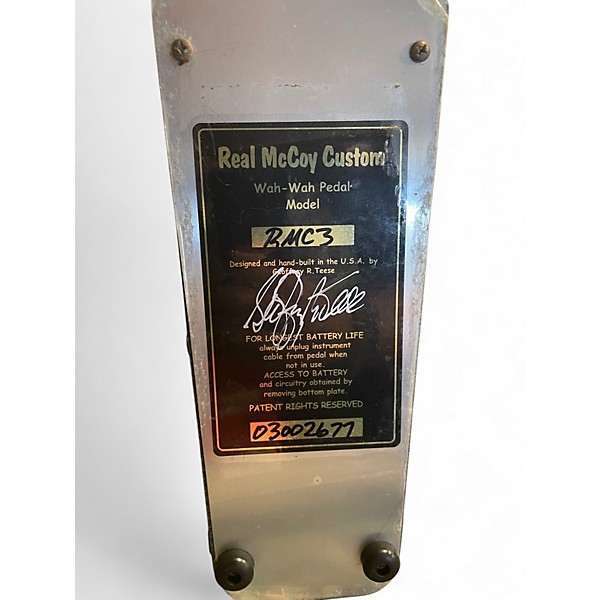 Real McCoy Custom
Wah-Wah Pedal
Model
RMC3
Designed and hand-built in the U.S.A. by
Geoffrey R. Teese
FOR LONGEST BATTERY LIFE
always unplug instrument
cable from pedal when
not in use.
ACCESS TO BATTERY
and circuitry obtained by
removing bottom plate.
PATENT RIGHTS RESERVED
03002677